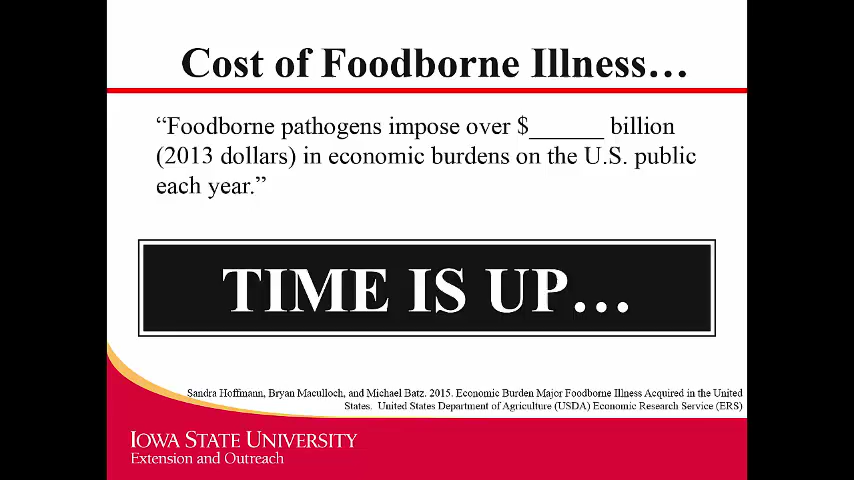 Cost of Foodborne Illness…
“Foodborne pathogens impose over $______ billion
(2013 dollars) in economic burdens on the U.S. public
each year.”
TIME IS UP…
Sandra Hoffmann, Bryan Maculloch, and Michael Batz. 2015. Economic Burden Major Foodborne Illness Acquired in the United
States. United States Department of Agriculture (USDA) Economic Research Service (ERS)
IOWA STATE UNIVERSITY
Extension and Outreach